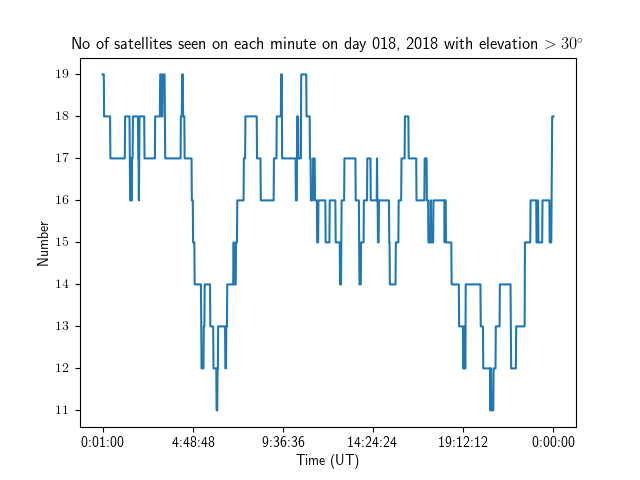 No of satellites seen on each minute on day 018, 2018 with elevation > 30°
19
18
17
16
15
14
13
12
11
Number
0:01:00 4:48:48 9:36:36 14:24:24 19:12:12 0:00:00
Time (UT)